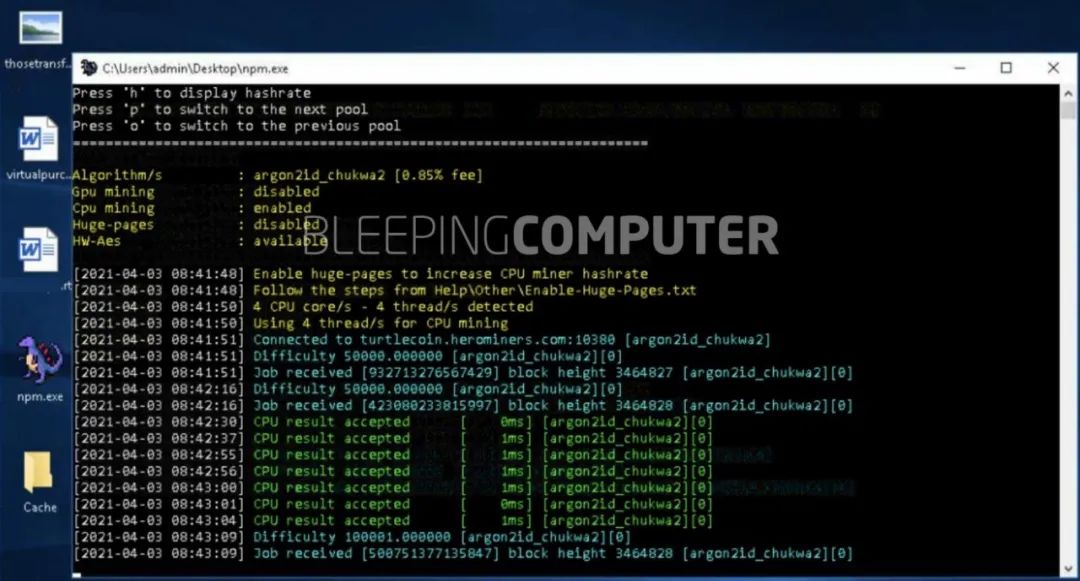 thosetransf..
virtualpurc..
.rt
npm.exe
Cache
C:\Users\admin\Desktop\npm.exe
Press 'h' to display hashrate
Press 'p' to switch to the next pool
Press 'o' to switch to the previous pool
Algorithm/s : argon2id_chukwa2 [0.85% fee]
Gpu mining : disabled
Cpu mining : enabled
Huge-pages : disabled
HW-Aes : available
BLEEPINGCOMPUTER
[2021-04-03 08:41:48] Enable huge-pages to increase CPU miner hashrate
[2021-04-03 08:41:48] Follow the steps from Help\Other\Enable-Huge-Pages.txt
[2021-04-03 08:41:50] 4 CPU core/s - 4 thread/s detected
[2021-04-03 08:41:50] Using 4 thread/s for CPU mining
[2021-04-03 08:41:51] Connected to turtlecoin.herominers.com:10380 [argon2id_chukwa2]
[2021-04-03 08:41:51] Difficulty 50000.000000 [argon2id_chukwa2][0]
[2021-04-03 08:41:51] Job received [932713276567429] block height 3464827 [argon2id_chukwa2][0]
[2021-04-03 08:42:16] Difficulty 50000.000000 [argon2id_chukwa2][0]
[2021-04-03 08:42:16] Job received [423080233815997] block height 3464828 [argon2id_chukwa2][0]
[2021-04-03 08:42:30] CPU result accepted [ 0ms] [argon2id_chukwa2][0]
[2021-04-03 08:42:37] CPU result accepted [ 1ms] [argon2id_chukwa2][0]
[2021-04-03 08:42:55] CPU result accepted [ 1ms] [argon2id_chukwa2][0]
[2021-04-03 08:42:56] CPU result accepted [ 1ms] [argon2id_chukwa2][0]
[2021-04-03 08:43:00] CPU result accepted [ 1ms] [argon2id_chukwa2][0]
[2021-04-03 08:43:01] CPU result accepted [ 0ms] [argon2id_chukwa2][0]
[2021-04-03 08:43:04] CPU result accepted [ 1ms] [argon2id_chukwa2][0]
[2021-04-03 08:43:09] Difficulty 100001.000000 [argon2id_chukwa2][0]
[2021-04-03 08:43:09] Job received [500751377135847] block height 3464828 [argon2id_chukwa2][0]